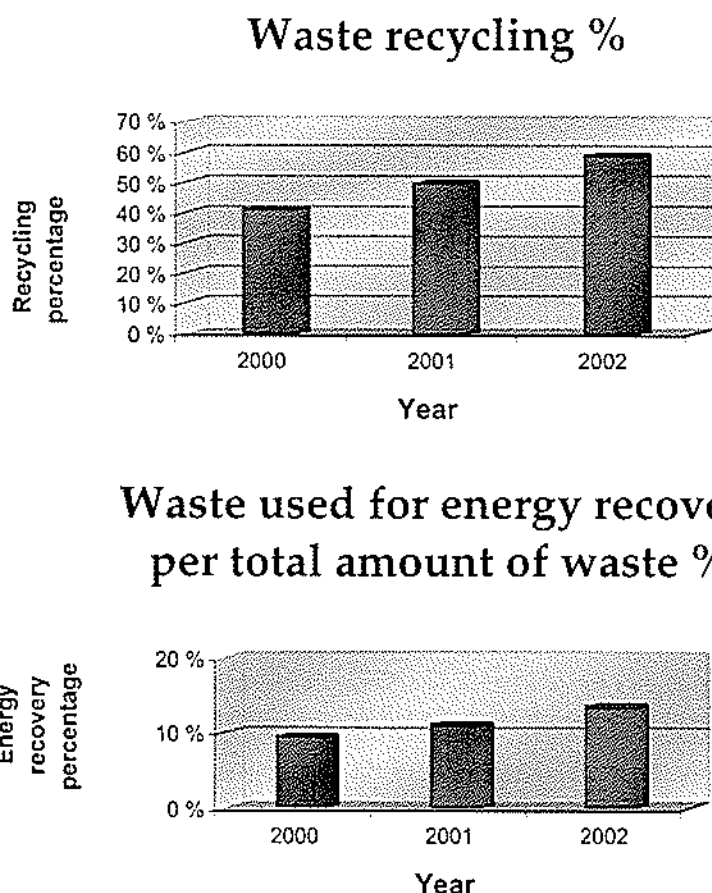 Waste recycling %
Recycling
percentage
70 %
60 %
50 %
40 %
30 %
20 %
10 %
0 %
2000 2001 2002
Year
Waste used for energy recove
per total amount of waste %
Energy
recovery
percentage
20 %
10 %
0 %
2000 2001 2002
Year